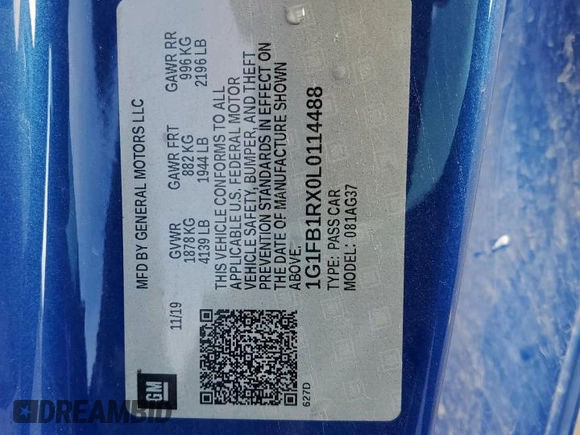 MFD BY GENERAL MOTORS LLC
11/19
GVWR
1878 KG
4139 LB
GAWR FRT
882 KG
1944 LB
GAWR RR
996 KG
2196 LB
THIS VEHICLE CONFORMS TO ALL
APPLICABLE U.S. FEDERAL MOTOR
VEHICLE SAFETY, BUMPER, AND THEFT
PREVENTION STANDARDS IN EFFECT ON
THE DATE OF MANUFACTURE SHOWN
ABOVE.
1G1FB1RX0L0114488
TYPE: PASS CAR
MODEL: 081AG37
GM
627D
DREAMBID